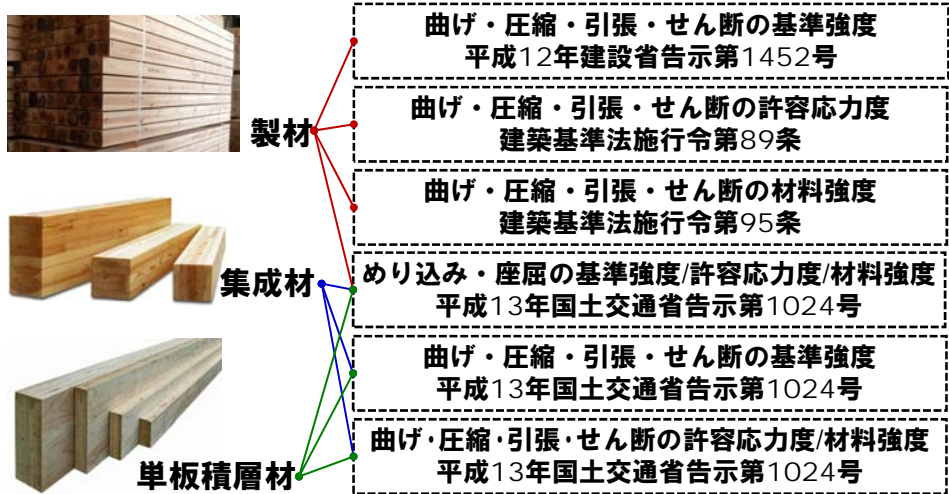 曲げ・圧縮・引張・せん断の基準強度
平成12年建設省告示第1452号
曲げ・圧縮・引張・せん断の許容応力度
建築基準法施行令第89条
製材
曲げ・圧縮・引張・せん断の材料強度
建築基準法施行令第95条
めり込み・座屈の基準強度/許容応力度/材料強度
平成13年国土交通省告示第1024号
集成材
曲げ・圧縮・引張・せん断の基準強度
平成13年国土交通省告示第1024号
曲げ・圧縮・引張・せん断の許容応力度/材料強度
平成13年国土交通省告示第1024号
単板積層材